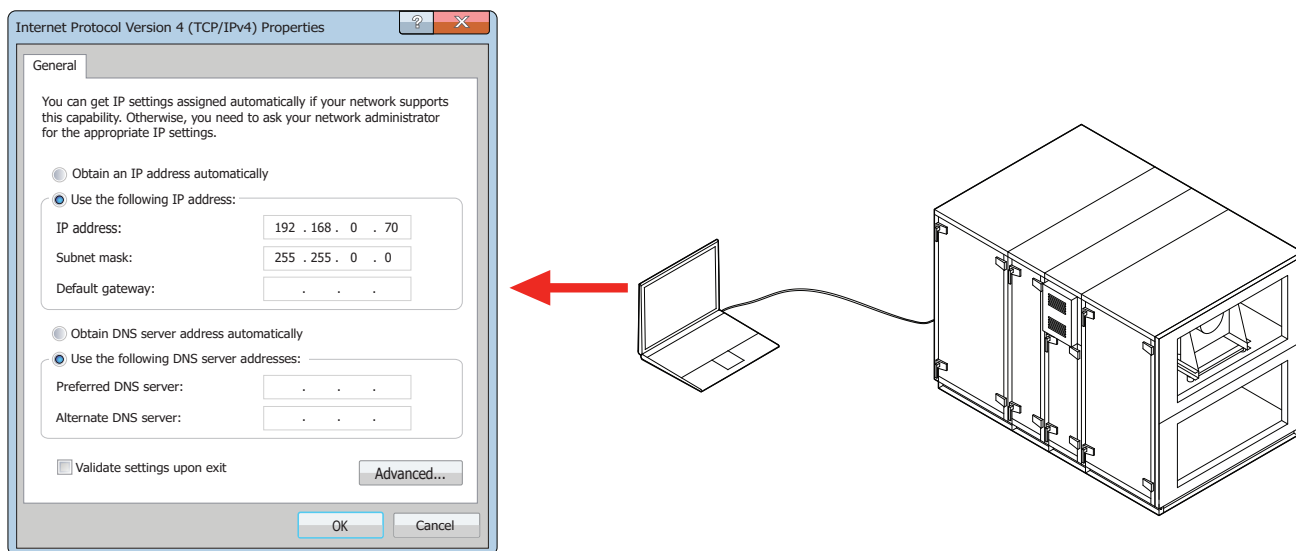 Internet Protocol Version 4 (TCP/IPv4) Properties
?
X
General
You can get IP settings assigned automatically if your network supports
this capability. Otherwise, you need to ask your network administrator
for the appropriate IP settings.
Obtain an IP address automatically
Use the following IP address:
IP address: 192 . 168 . 0 . 70
Subnet mask: 255 . 255 . 0 . 0
Default gateway: . . .
Obtain DNS server address automatically
Use the following DNS server addresses:
Preferred DNS server: . . .
Alternate DNS server: . . .
Validate settings upon exit
Advanced...
OK Cancel